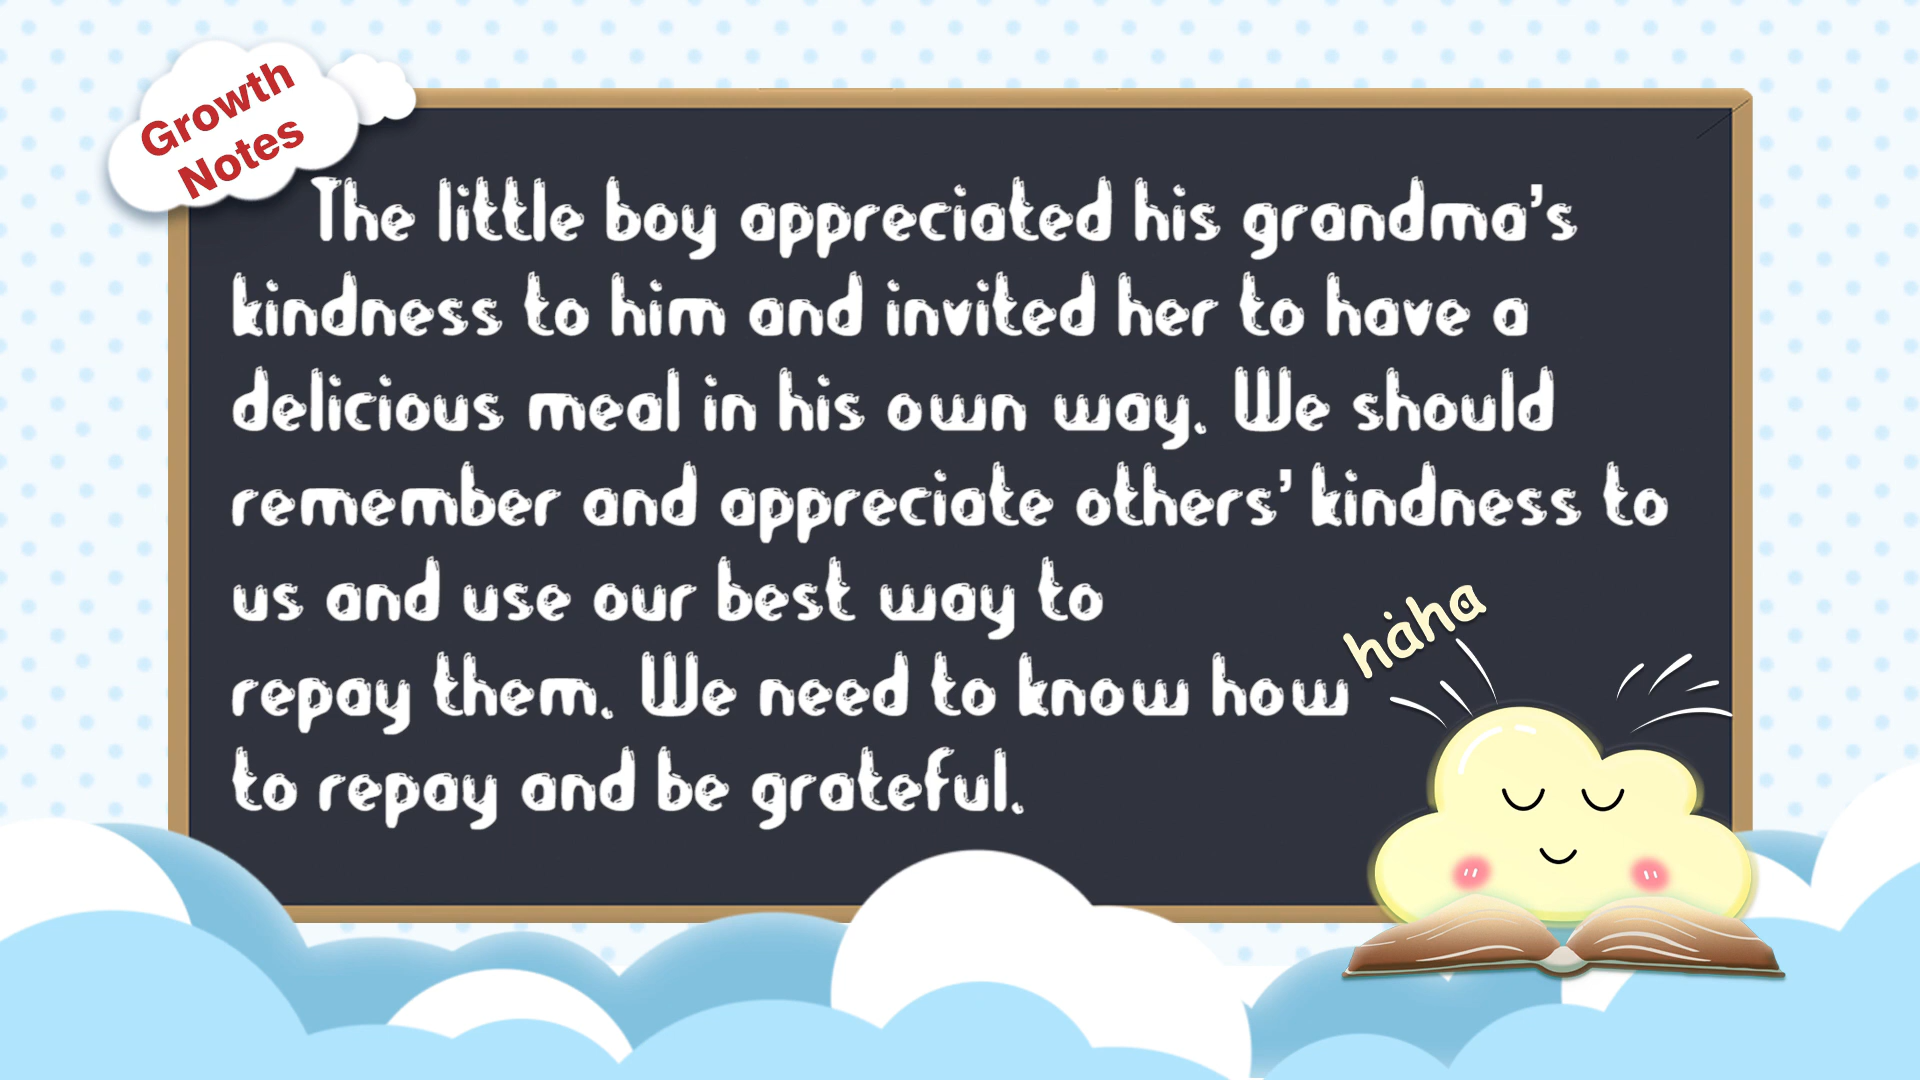 Growth
Notes
The little boy appreciated his grandma’s
kindness to him and invited her to have a
delicious meal in his own way. We should
remember and appreciate others’ kindness to
us and use our best way to
repay them. We need to know how
to repay and be grateful.
haha